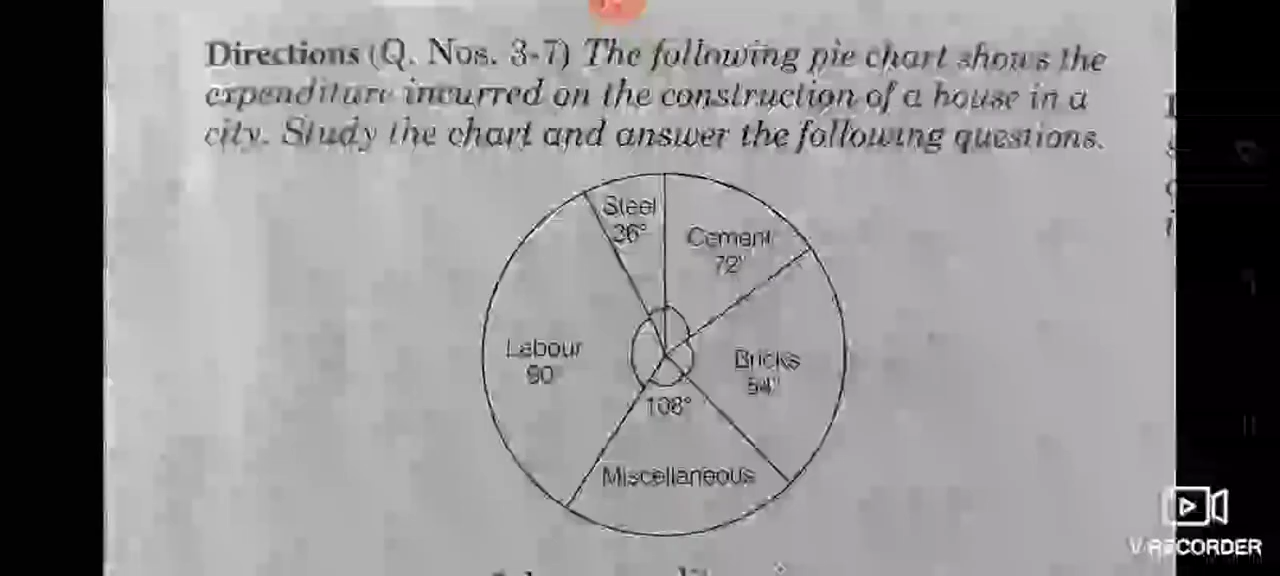 Directions (Q. Nos. 3-7) The following pie chart shows the
expenditure incurred on the construction of a house in a
city. Study the chart and answer the following questions.
Steel
36°
Cement
72°
Labour
90°
Bricks
54°
108°
Miscellaneous
V RECORDER